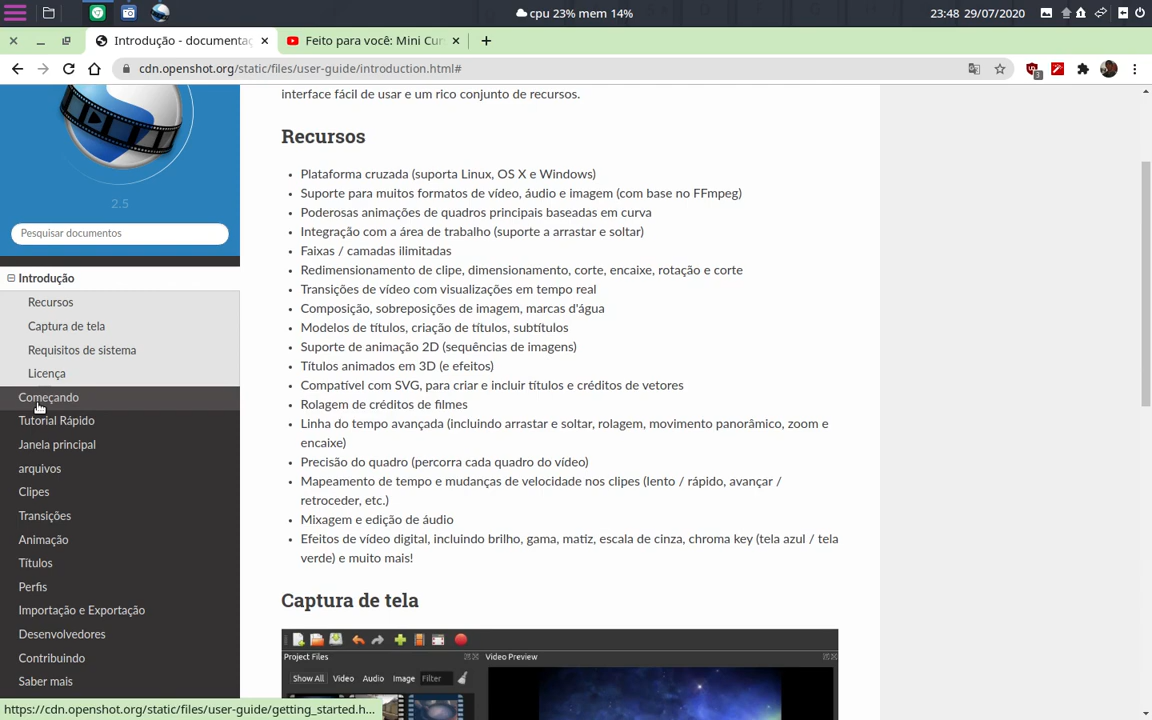 cpu 23% mem 14%
23:48 29/07/2020
Introdução - documentaç
Feito para você: Mini Cur
cdn.openshot.org/static/files/user-guide/introduction.html#
3
2.5
Pesquisar documentos
Introdução
Recursos
Captura de tela
Requisitos de sistema
Licença
Começando
Tutorial Rápido
Janela principal
arquivos
Clipes
Transições
Animação
Títulos
Perfis
Importação e Exportação
Desenvolvedores
Contribuindo
Saber mais
https://cdn.openshot.org/static/files/user-guide/getting_started.h...
interface fácil de usar e um rico conjunto de recursos.
Recursos
Plataforma cruzada (suporta Linux, OS X e Windows)
Suporte para muitos formatos de vídeo, áudio e imagem (com base no FFmpeg)
Poderosas animações de quadros principais baseadas em curva
Integração com a área de trabalho (suporte a arrastar e soltar)
Faixas / camadas ilimitadas
Redimensionamento de clipe, dimensionamento, corte, encaixe, rotação e corte
Transições de vídeo com visualizações em tempo real
Composição, sobreposições de imagem, marcas d'água
Modelos de títulos, criação de títulos, subtítulos
Suporte de animação 2D (sequências de imagens)
Títulos animados em 3D (e efeitos)
Compatível com SVG, para criar e incluir títulos e créditos de vetores
Rolagem de créditos de filmes
Linha do tempo avançada (incluindo arrastar e soltar, rolagem, movimento panorâmico, zoom e
encaixe)
Precisão do quadro (percorra cada quadro do vídeo)
Mapeamento de tempo e mudanças de velocidade nos clipes (lento / rápido, avançar /
retroceder, etc.)
Mixagem e edição de áudio
Efeitos de vídeo digital, incluindo brilho, gama, matiz, escala de cinza, chroma key (tela azul / tela
verde) e muito mais!
Captura de tela
Project Files
Video Preview
Show All Video Audio Image Filter